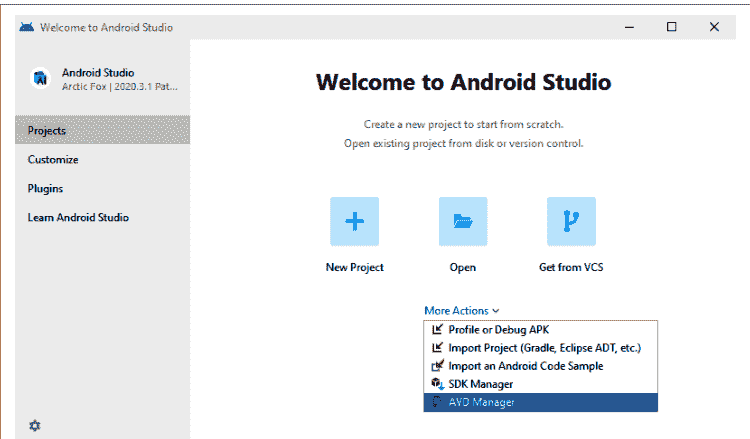 Welcome to Android Studio
Android Studio
Arctic Fox | 2020.3.1 Pat...
Projects
Customize
Plugins
Learn Android Studio
Welcome to Android Studio
Create a new project to start from scratch.
Open existing project from disk or version control.
New Project
Open
Get from VCS
More Actions
Profile or Debug APK
Import Project (Gradle, Eclipse ADT, etc.)
Import an Android Code Sample
SDK Manager
AVD Manager